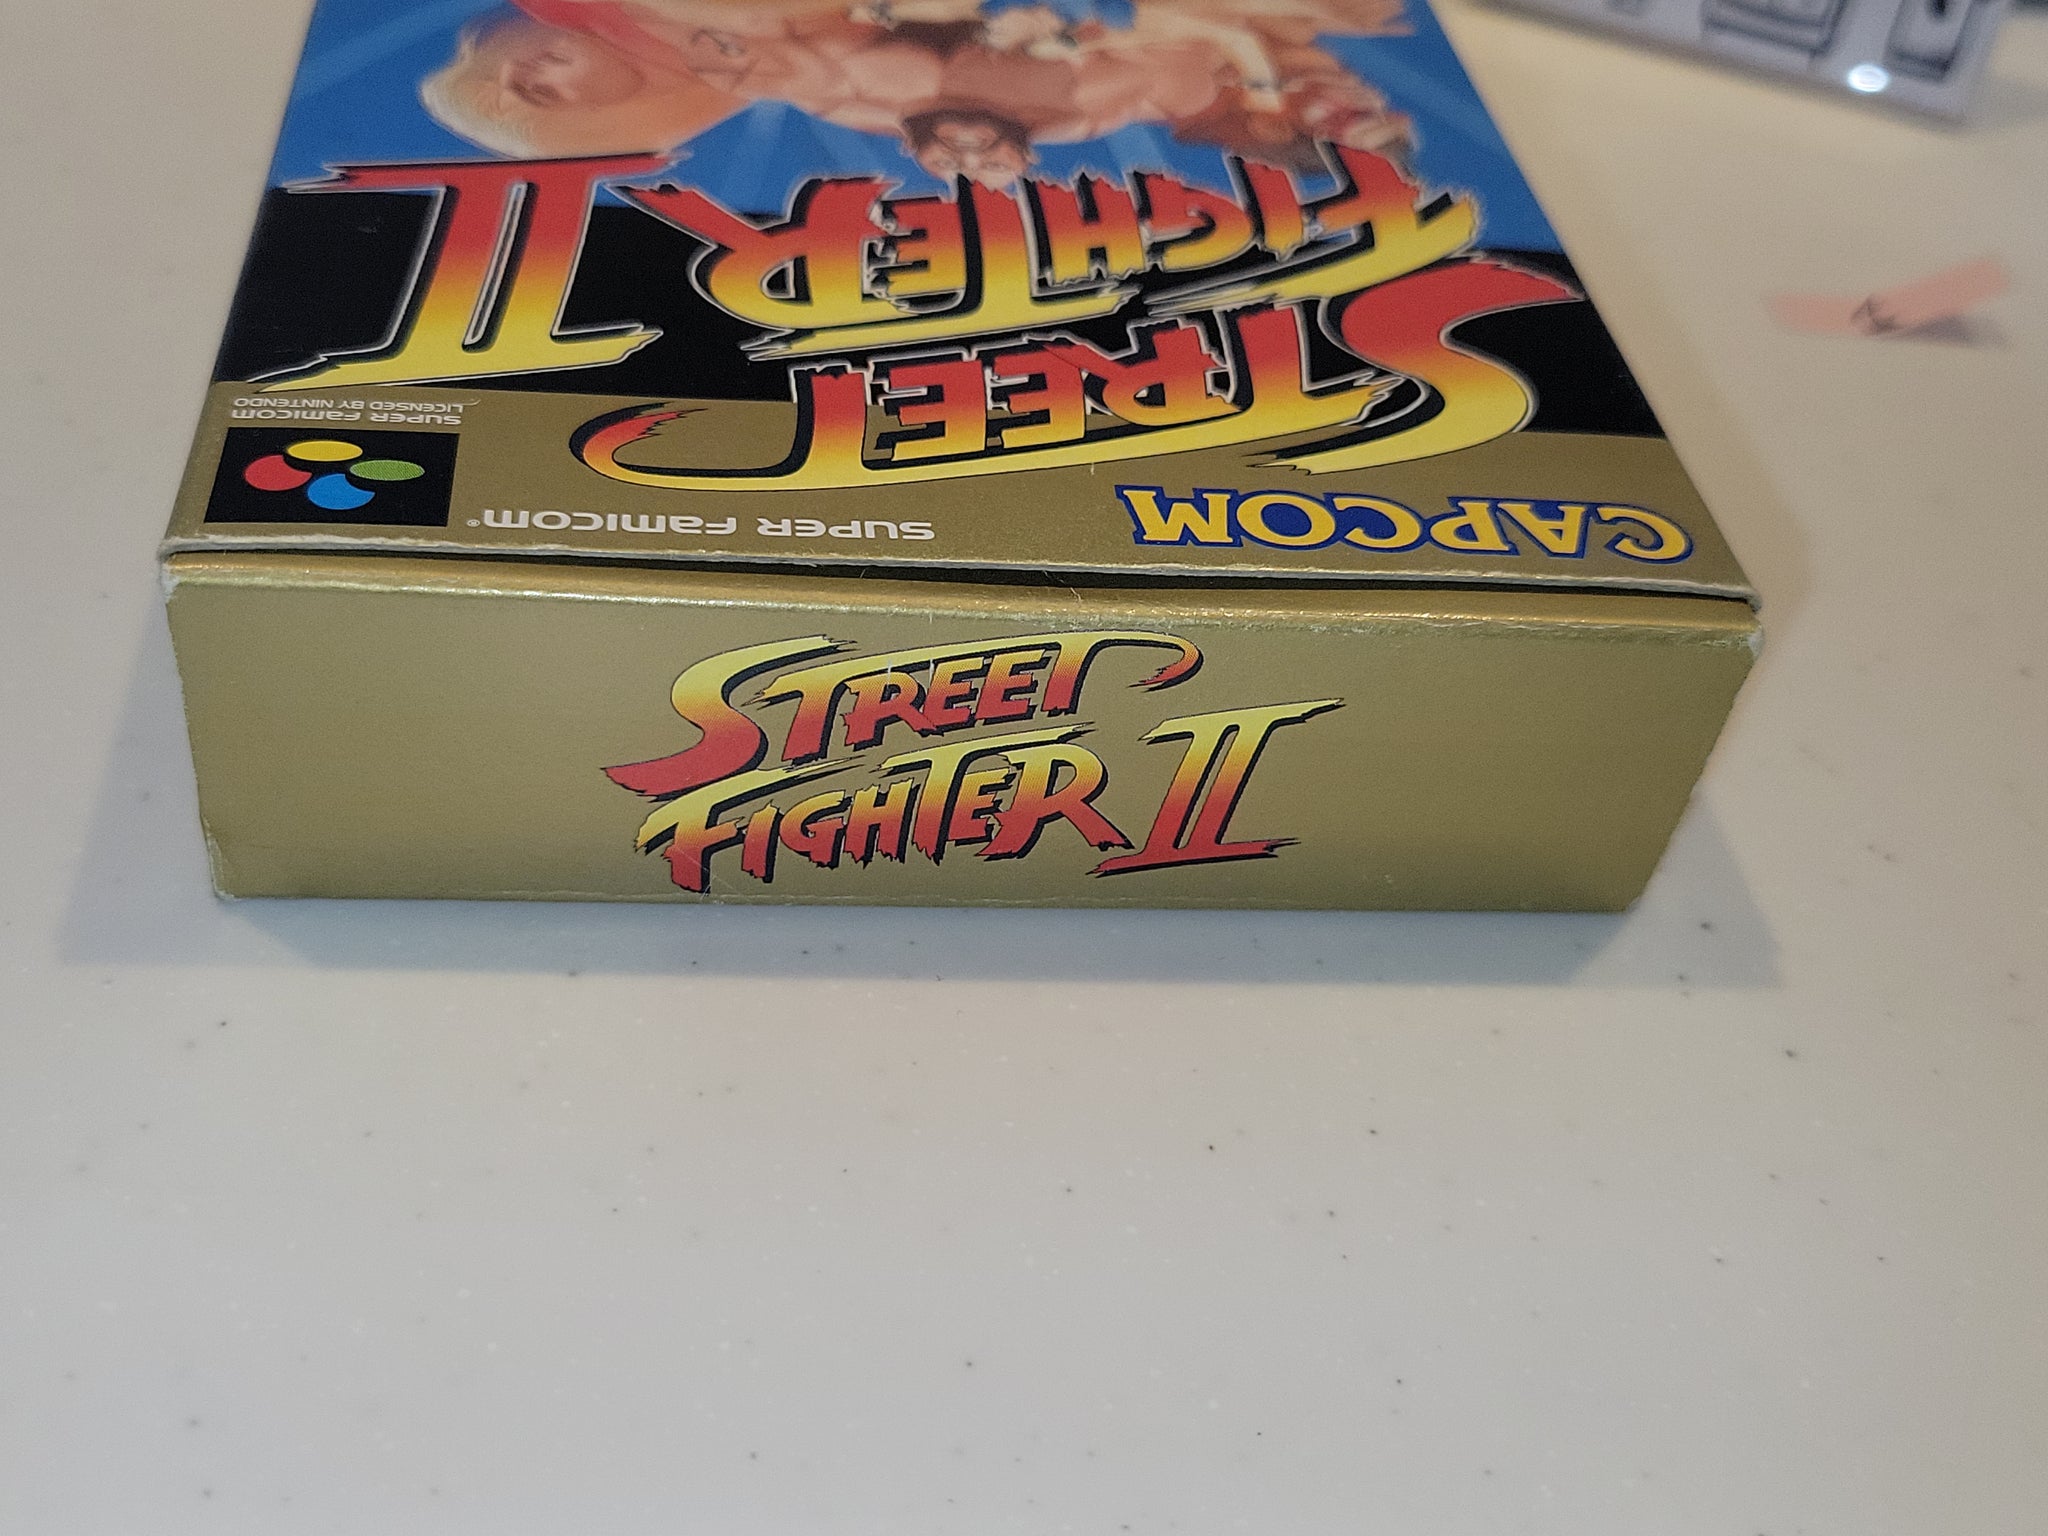 CAPCOM
SUPER FAMICOM®
SUPER FAMICOM
LICENSED BY NINTENDO
STREET
FIGHTER II
STREET
FIGHTER II